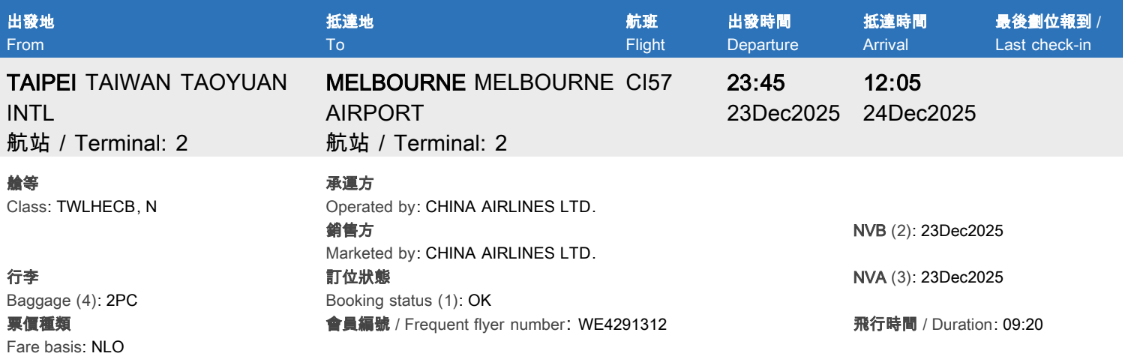 出發地 抵達地 航班 出發時間 抵達時間 最後劃位報到 /
From To Flight Departure Arrival Last check-in
TAIPEI TAIWAN TAOYUAN MELBOURNE MELBOURNE CI57 23:45 12:05
INTL AIRPORT 23Dec2025 24Dec2025
航站 / Terminal: 2 航站 / Terminal: 2
艙等 承運方
Class: TWLHECB, N Operated by: CHINA AIRLINES LTD.
銷售方 NVB (2): 23Dec2025
Marketed by: CHINA AIRLINES LTD.
行李 訂位狀態 NVA (3): 23Dec2025
Baggage (4): 2PC Booking status (1): OK
票價種類 會員編號 / Frequent flyer number: WE4291312 飛行時間 / Duration: 09:20
Fare basis: NLO